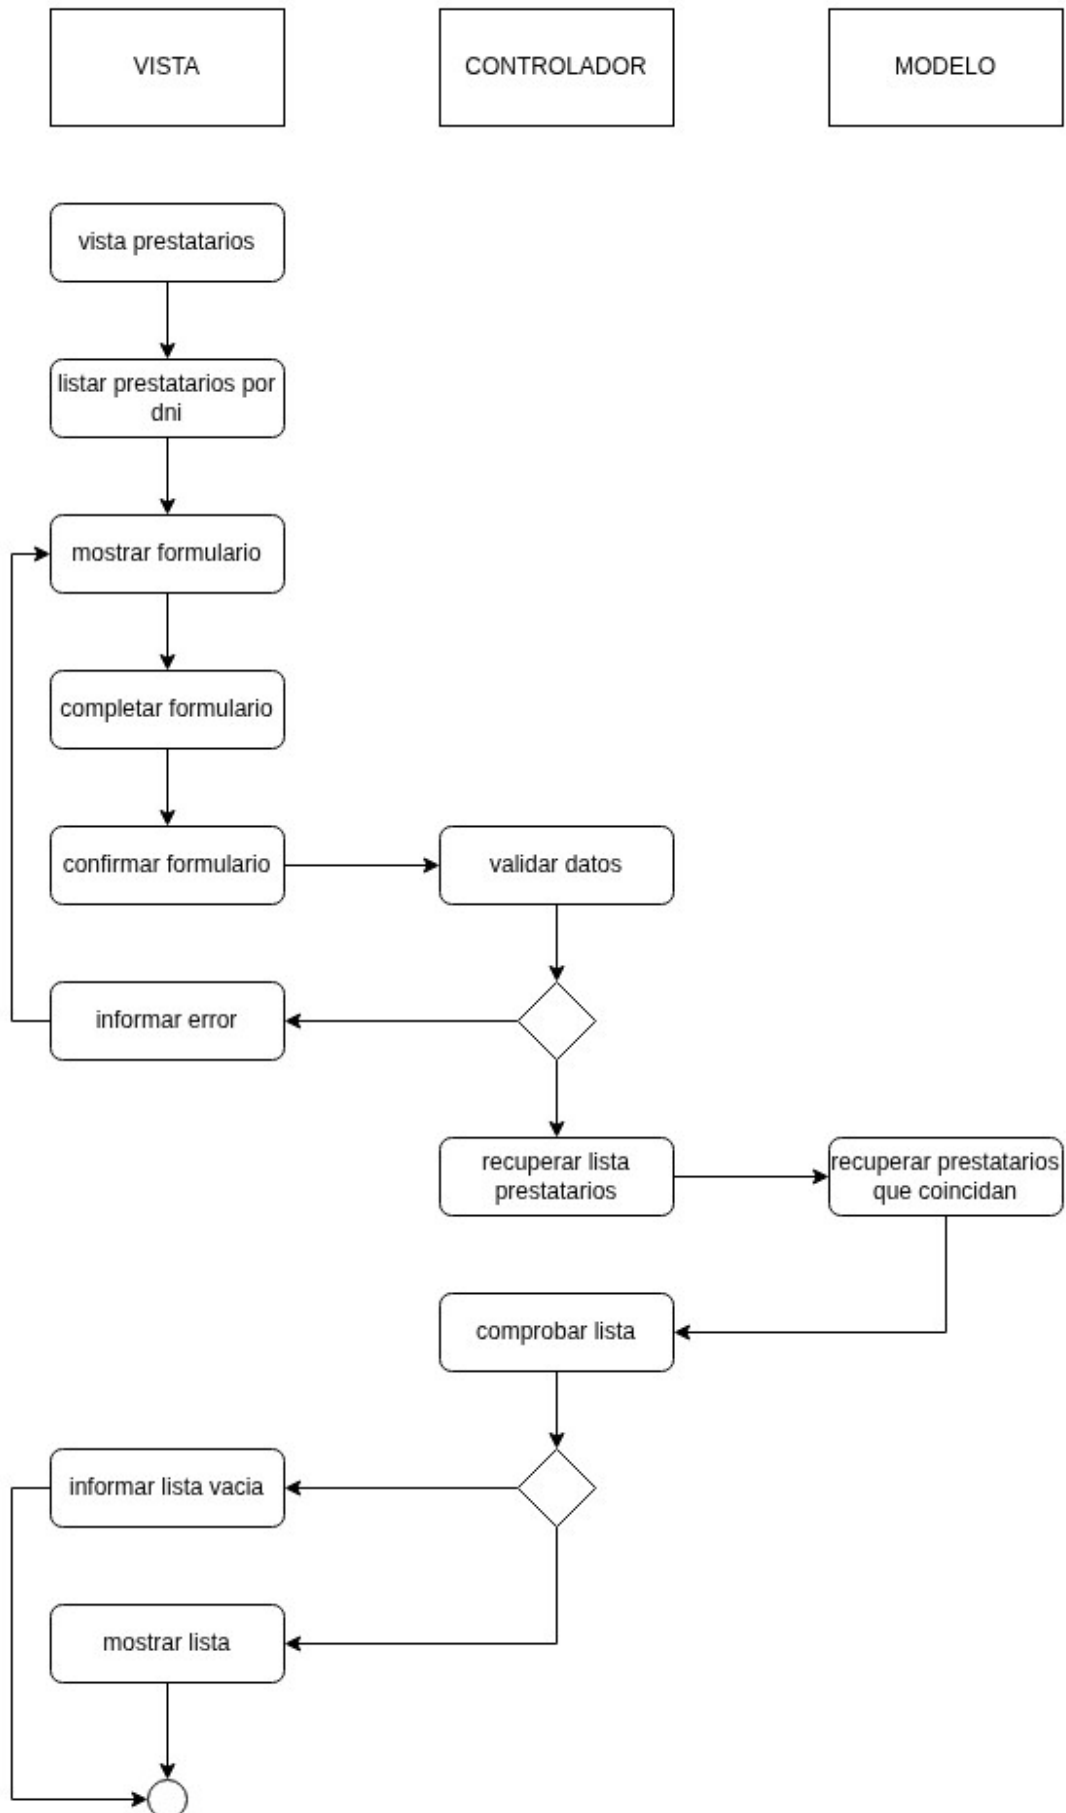 VISTA
CONTROLADOR
MODELO
vista prestatarios
listar prestatarios por
dni
mostrar formulario
completar formulario
confirmar formulario
validar datos
informar error
recuperar lista
prestatarios
recuperar prestatarios
que coincidan
comprobar lista
informar lista vacia
mostrar lista